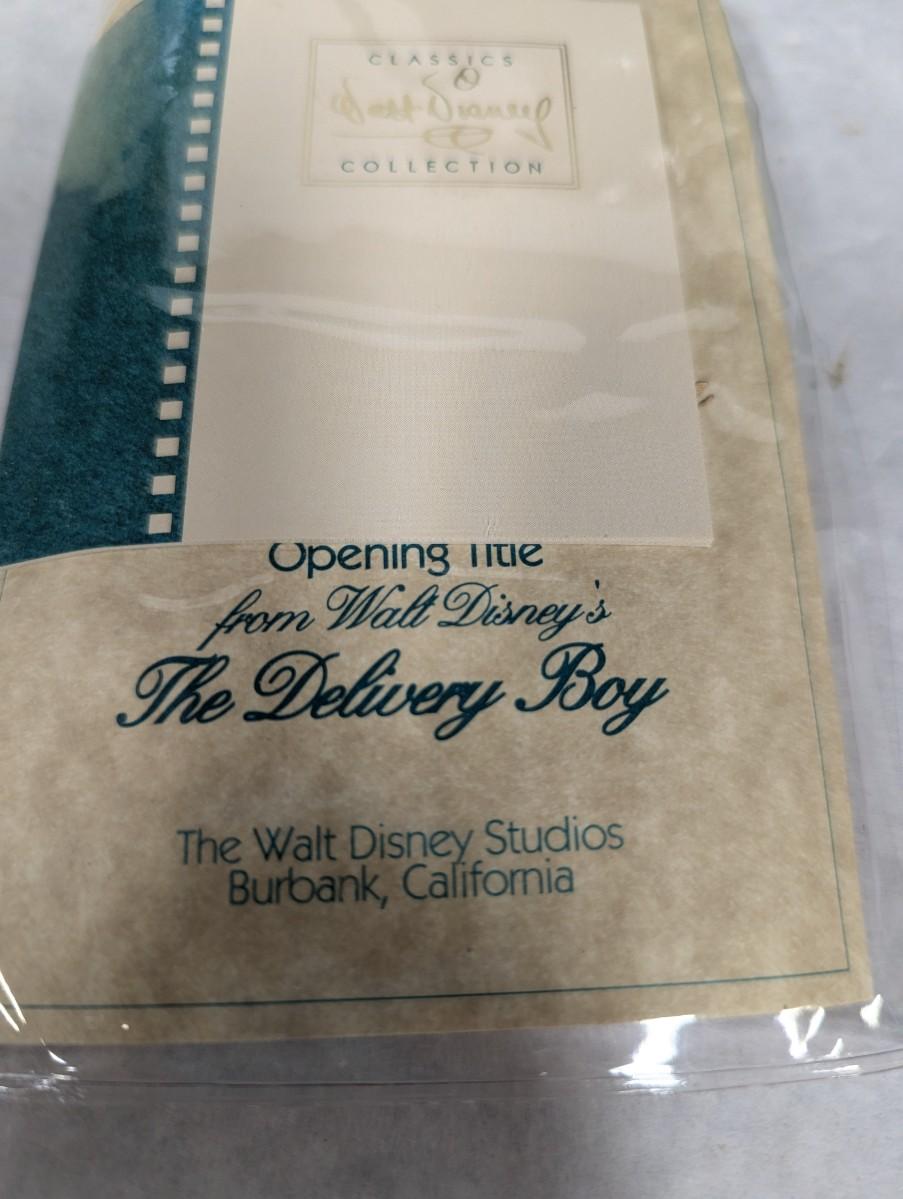 CLASSICS
Walt Disney
COLLECTION
Opening Title
from Walt Disney's
The Delivery Boy
The Walt Disney Studios
Burbank, California